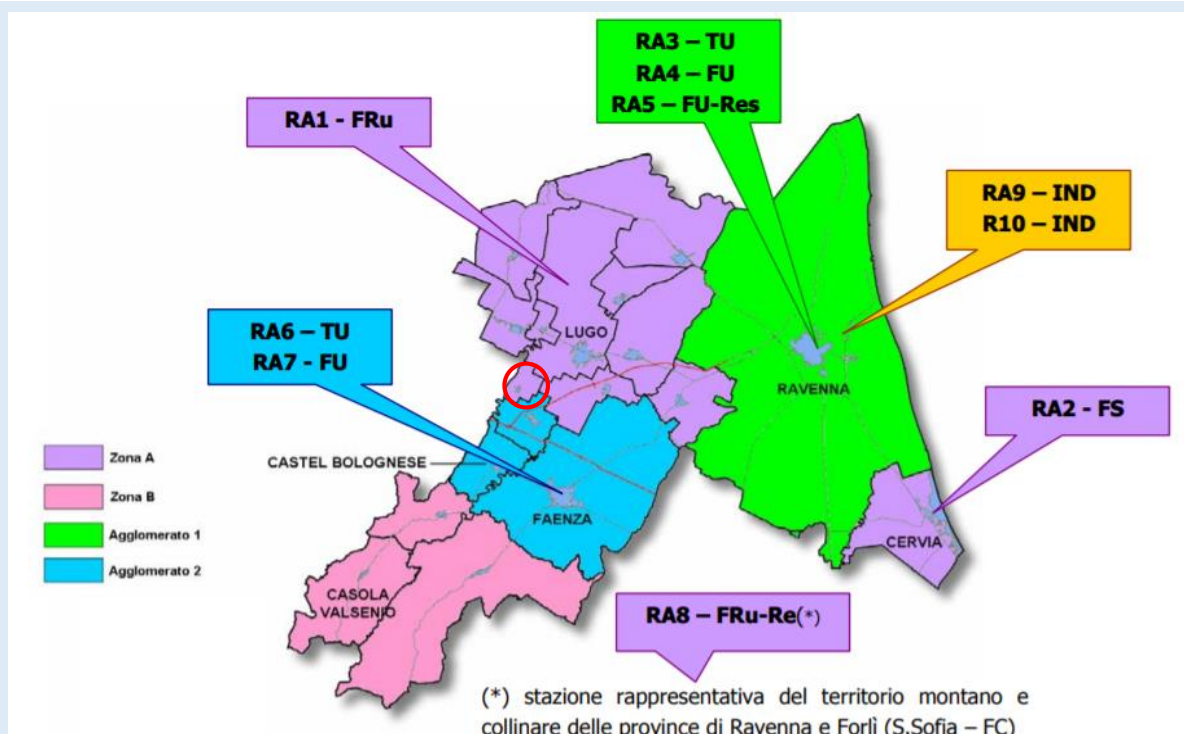 RA3 – TU
RA4 – FU
RA5 – FU-Res
RA1 - FRu
RA9 – IND
R10 – IND
RA6 – TU
RA7 - FU
LUGO
RAVENNA
RA2 - FS
Zona A
Zona B
Agglomerato 1
Agglomerato 2
CASTEL BOLOGNESE
FAENZA
CERVIA
CASOLA
VALSENIO
RA8 – FRu-Re(*)
(*) stazione rappresentativa del territorio montano e
collinare delle province di Ravenna e Forlì (S.Sofia – FC)